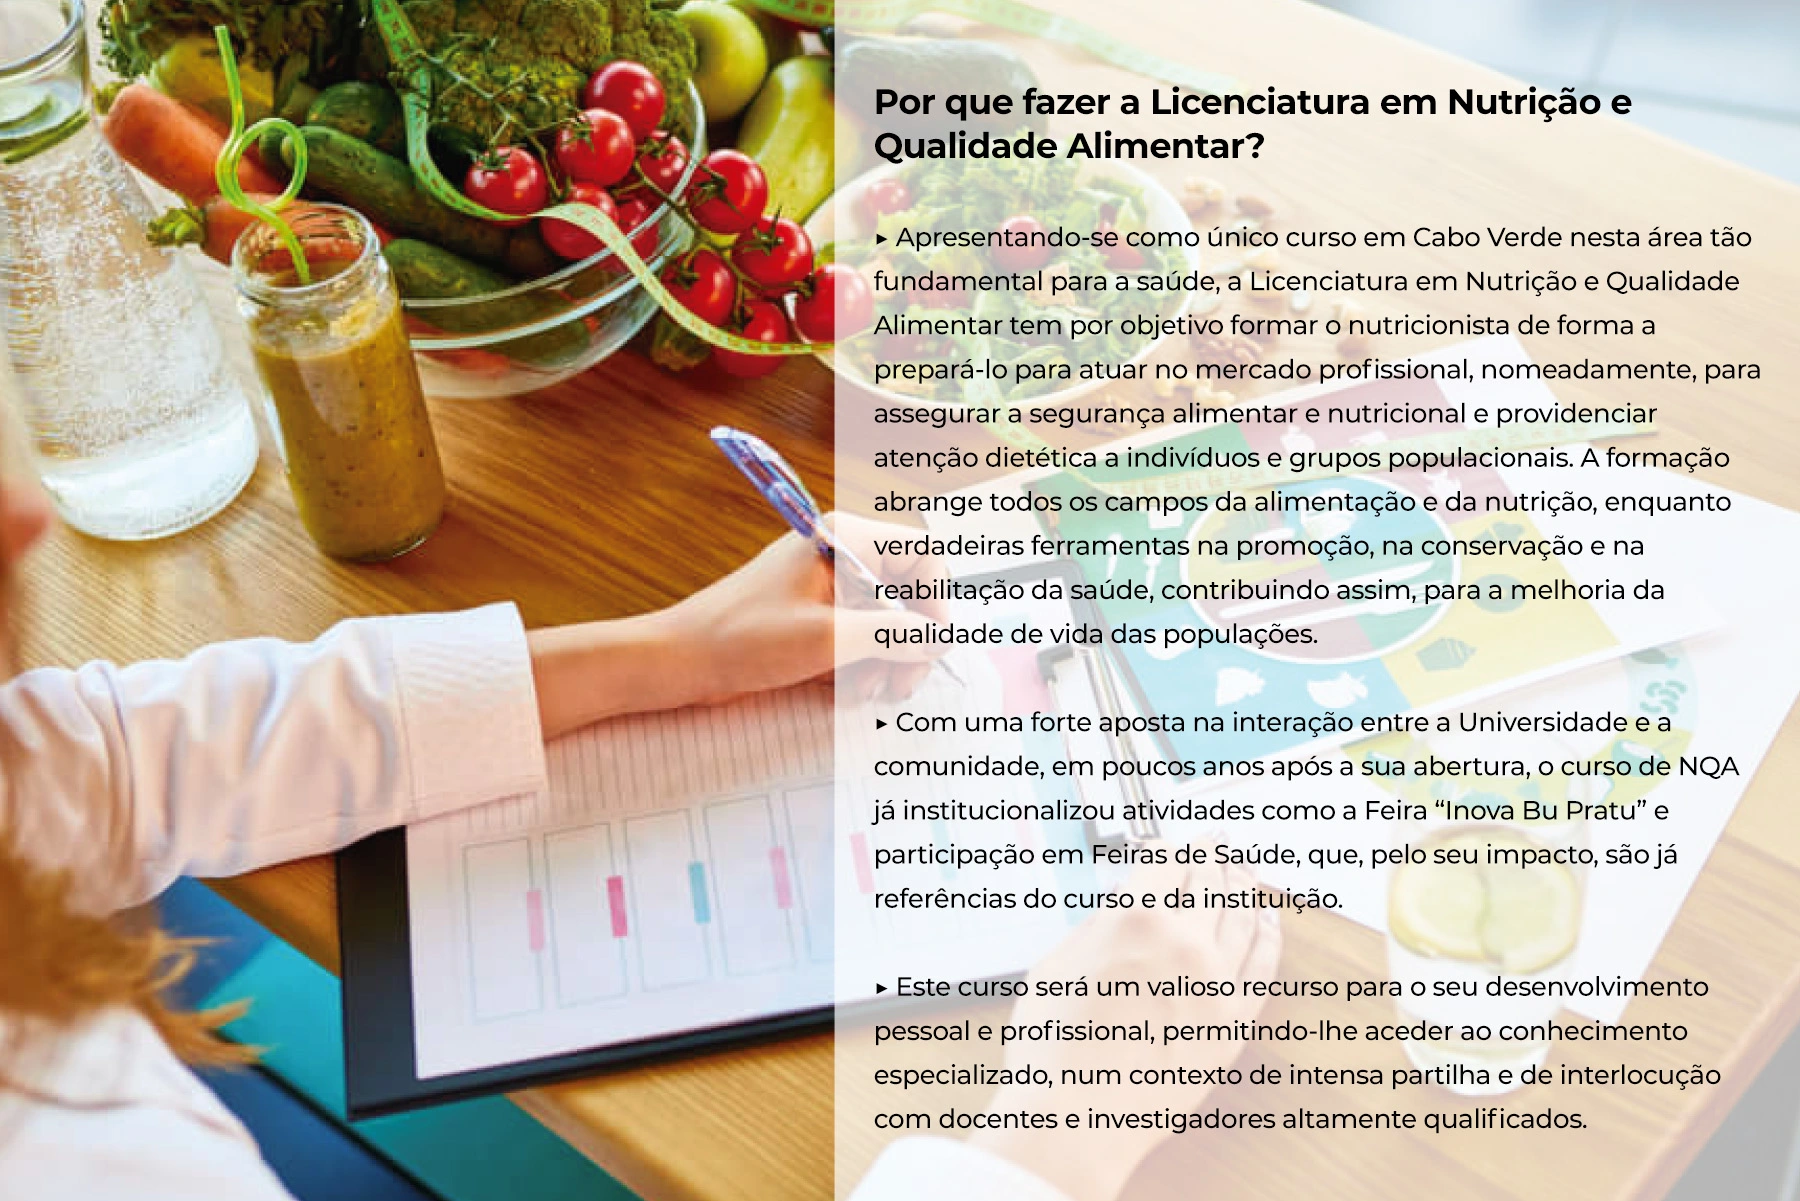 Por que fazer a Licenciatura em Nutrição e
Qualidade Alimentar?
▸ Apresentando-se como único curso em Cabo Verde nesta área tão
fundamental para a saúde, a Licenciatura em Nutrição e Qualidade
Alimentar tem por objetivo formar o nutricionista de forma a
prepará-lo para atuar no mercado profissional, nomeadamente, para
assegurar a segurança alimentar e nutricional e providenciar
atenção dietética a indivíduos e grupos populacionais. A formação
abrange todos os campos da alimentação e da nutrição, enquanto
verdadeiras ferramentas na promoção, na conservação e na
reabilitação da saúde, contribuindo assim, para a melhoria da
qualidade de vida das populações.
▸ Com uma forte aposta na interação entre a Universidade e a
comunidade, em poucos anos após a sua abertura, o curso de NQA
já institucionalizou atividades como a Feira “Inova Bu Pratu” e
participação em Feiras de Saúde, que, pelo seu impacto, são já
referências do curso e da instituição.
▸ Este curso será um valioso recurso para o seu desenvolvimento
pessoal e profissional, permitindo-lhe aceder ao conhecimento
especializado, num contexto de intensa partilha e de interlocução
com docentes e investigadores altamente qualificados.